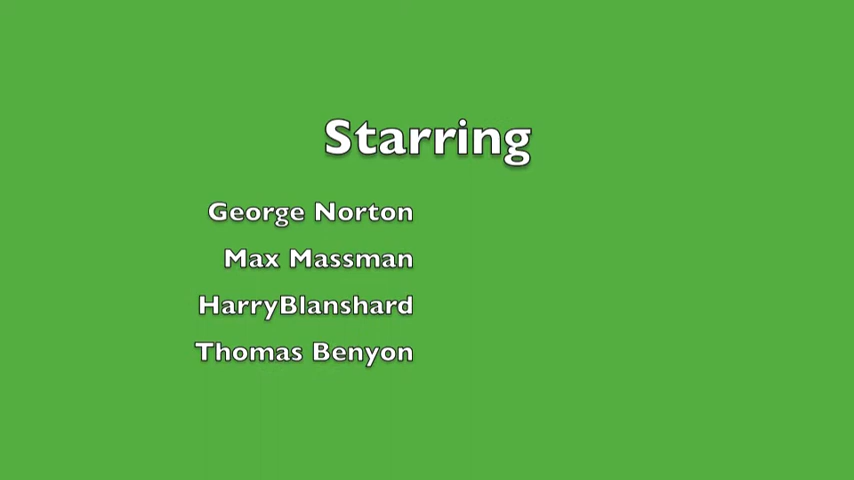 Starring
George Norton
Max Massman
HarryBlanshard
Thomas Benyon